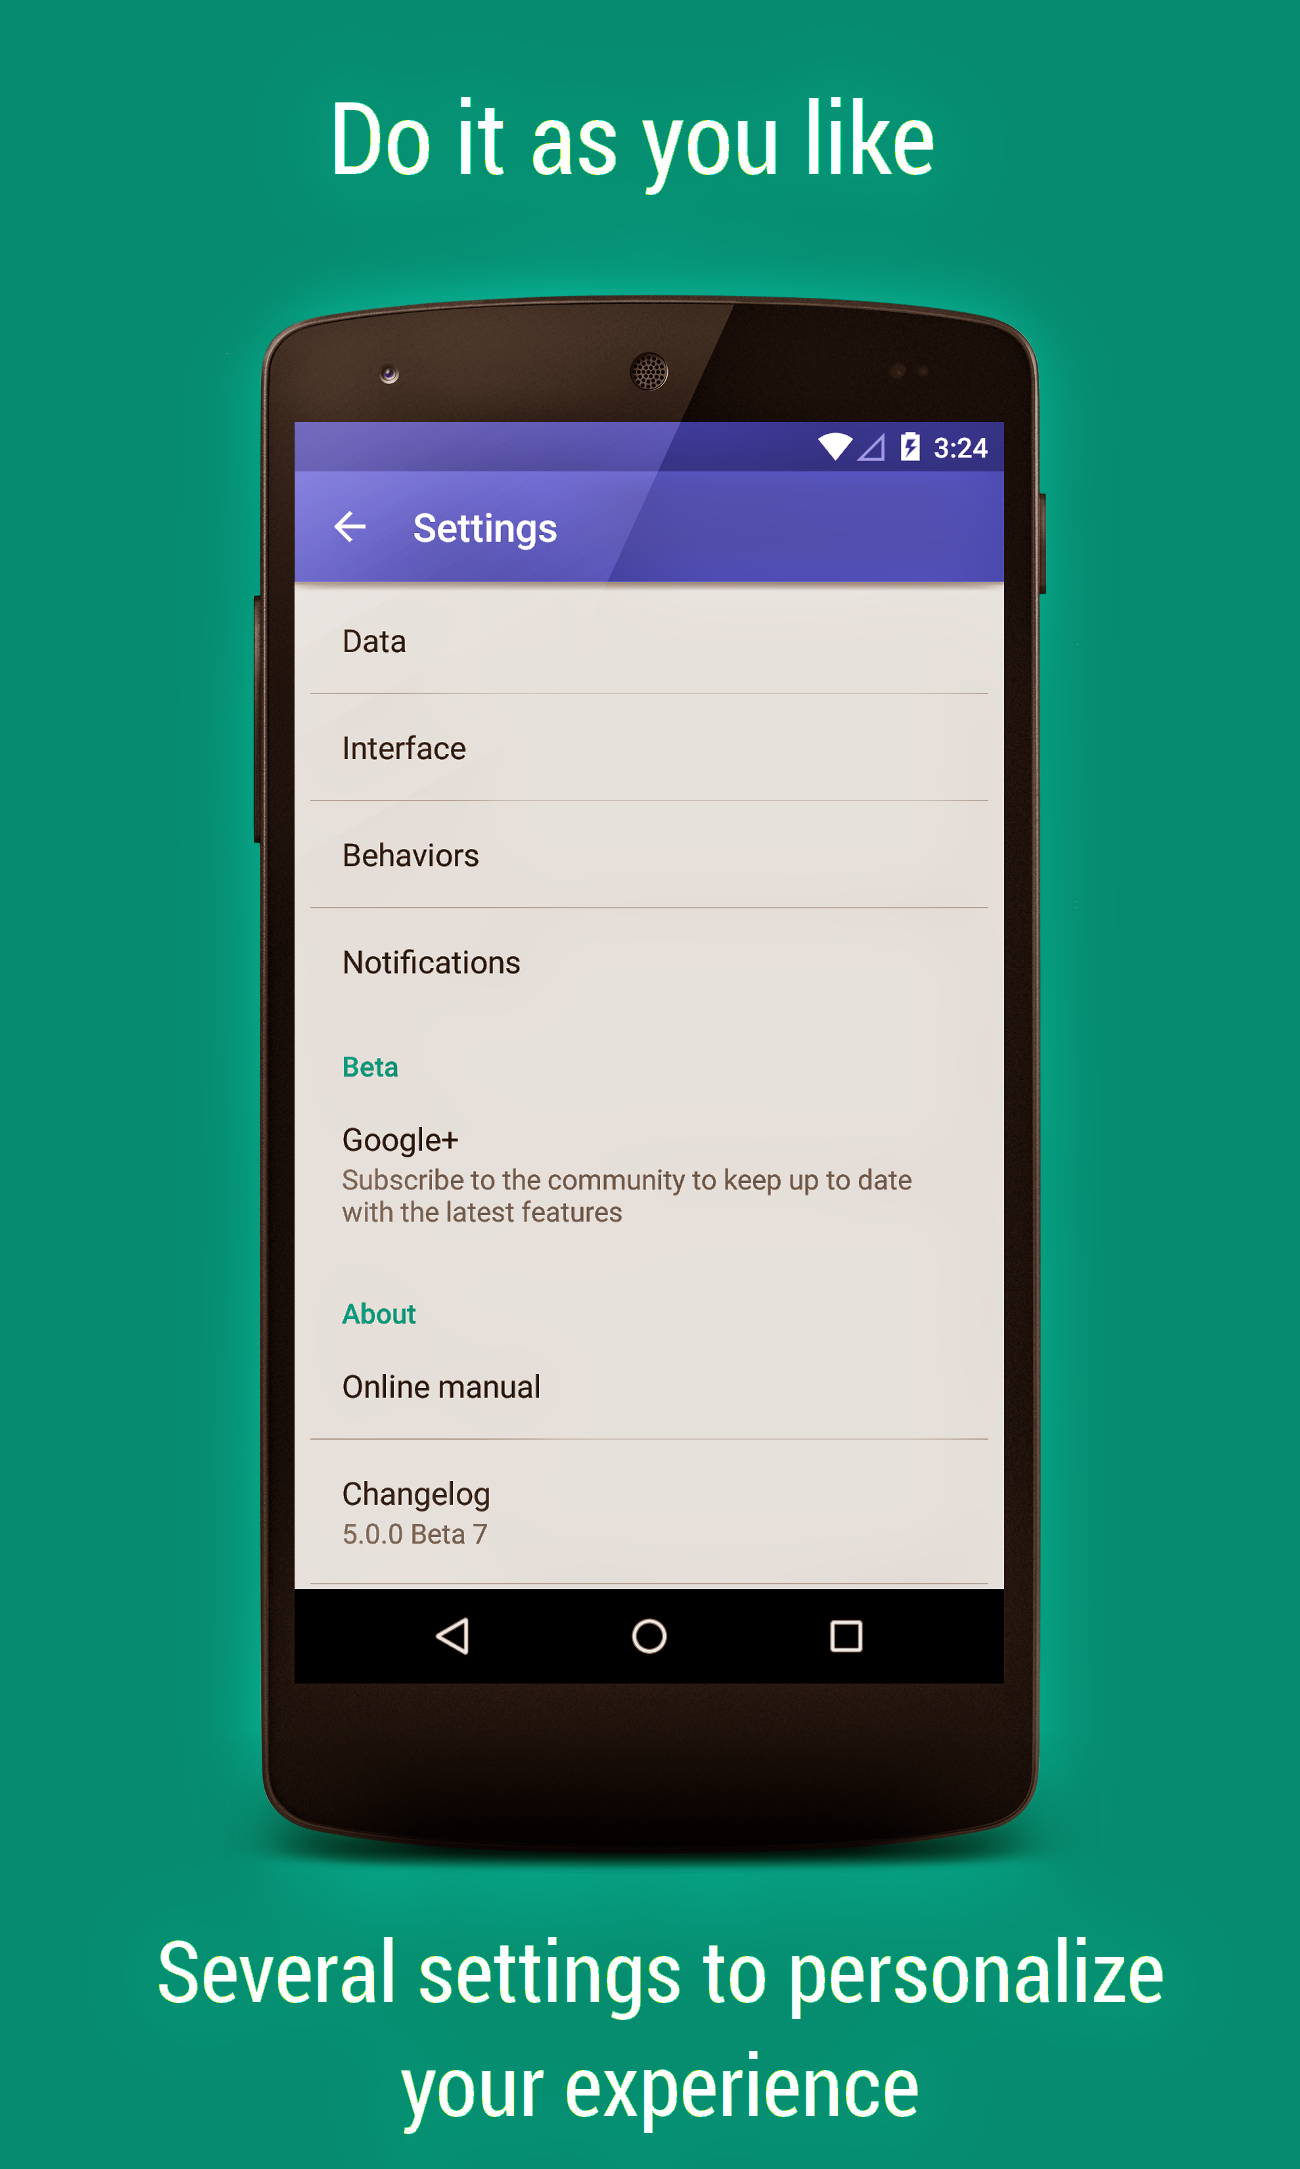 Do it as you like
3:24
Settings
Data
Interface
Behaviors
Notifications
Beta
Google+
Subscribe to the community to keep up to date
with the latest features
About
Online manual
Changelog
5.0.0 Beta 7
Several settings to personalize
your experience